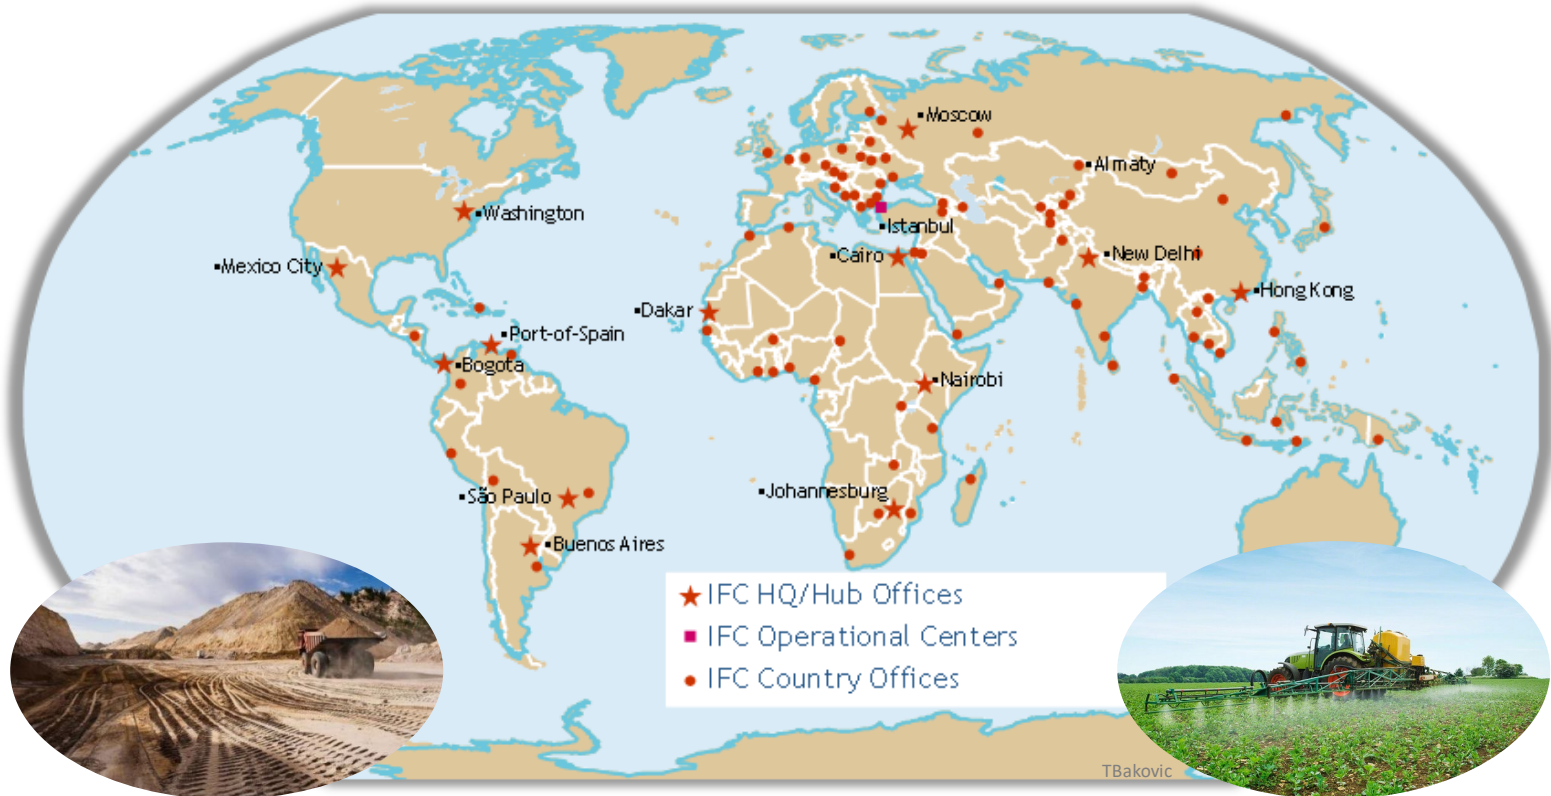 Moscow
Almaty
Washington
Istanbul
Mexico City
Cairo
New Delhi
Hong Kong
Dakar
Port-of-Spain
Bogota
Nairobi
São Paulo
Johannesburg
Buenos Aires
IFC HQ/Hub Offices
IFC Operational Centers
IFC Country Offices
TBakovic